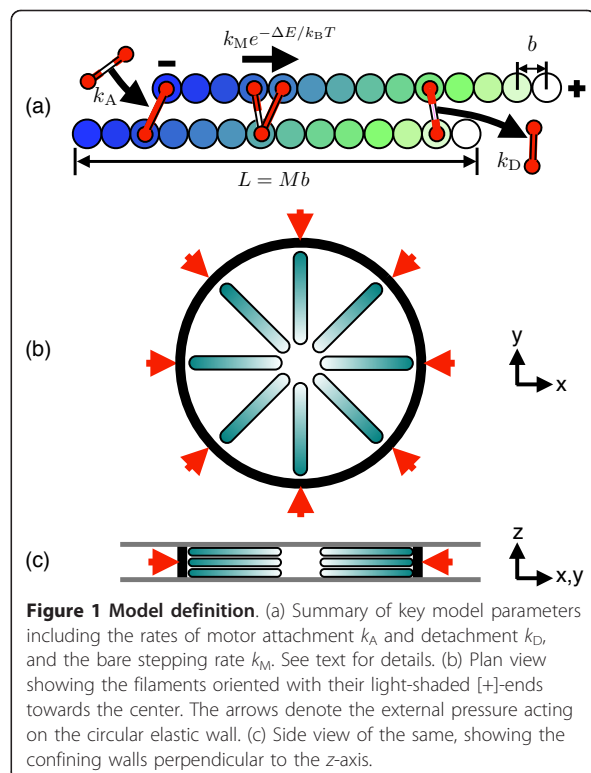 k_M e^{-ΔE/k_BT}
b
−
k_A
+
(a)
k_D
L = Mb
(b)
y
x
(c)
z
x,y
Figure 1 Model definition. (a) Summary of key model parameters
including the rates of motor attachment k_A and detachment k_D,
and the bare stepping rate k_M. See text for details. (b) Plan view
showing the filaments oriented with their light-shaded [+]-ends
towards the center. The arrows denote the external pressure acting
on the circular elastic wall. (c) Side view of the same, showing the
confining walls perpendicular to the z-axis.